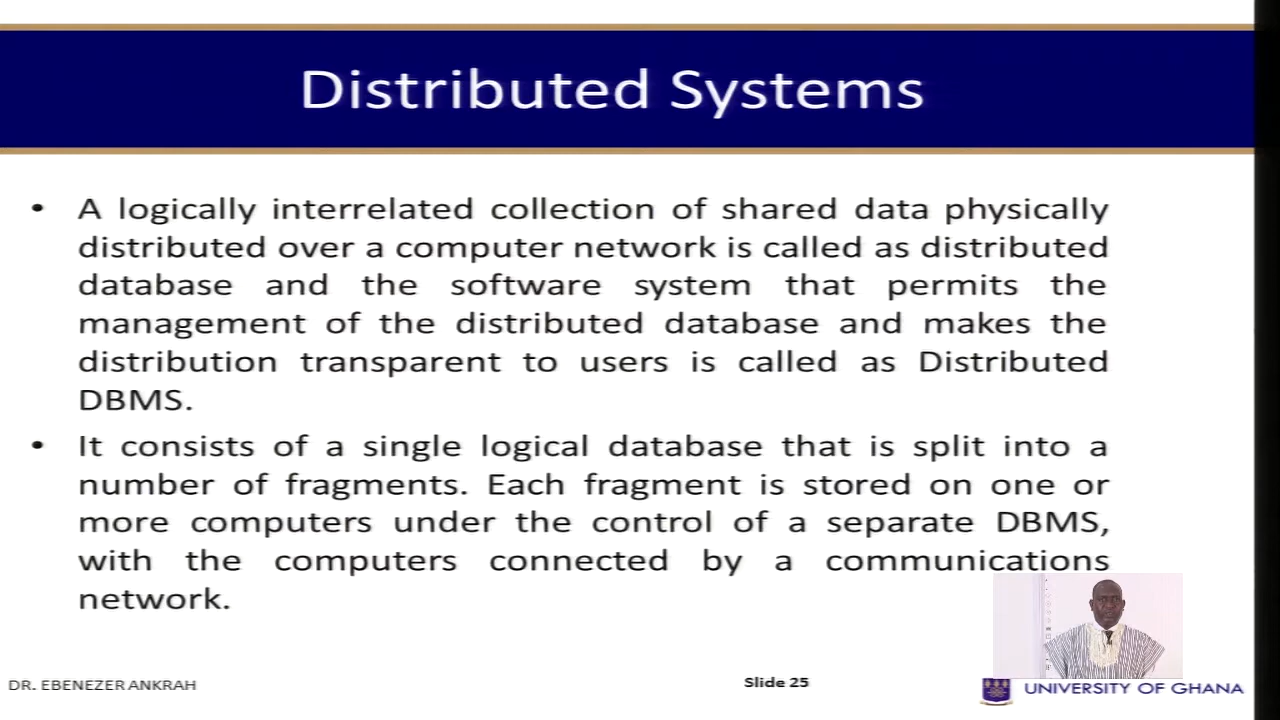 Distributed Systems
• A logically interrelated collection of shared data physically
distributed over a computer network is called as distributed
database and the software system that permits the
management of the distributed database and makes the
distribution transparent to users is called as Distributed
DBMS.
• It consists of a single logical database that is split into a
number of fragments. Each fragment is stored on one or
more computers under the control of a separate DBMS,
with the computers connected by a communications
network.
DR. EBENEZER ANKRAH
Slide 25
UNIVERSITY OF GHANA